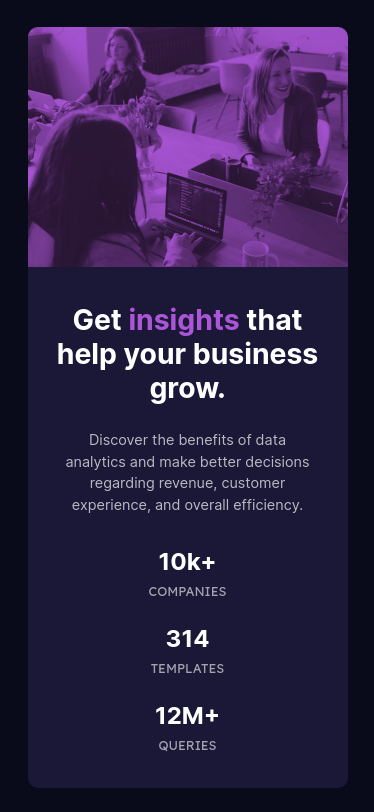 Get insights that
help your business
grow.
Discover the benefits of data
analytics and make better decisions
regarding revenue, customer
experience, and overall efficiency.
10k+
COMPANIES
314
TEMPLATES
12M+
QUERIES